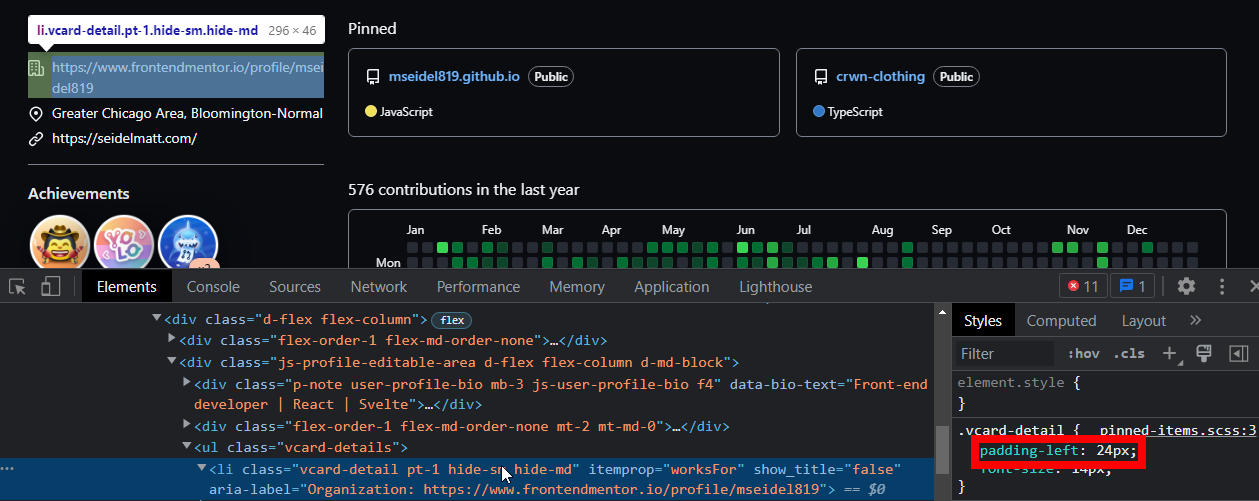 li.vcard-detail.pt-1.hide-sm.hide-md 296 × 46
https://www.frontendmentor.io/profile/msei
del819
Greater Chicago Area, Bloomington-Normal
https://seidelmatt.com/
Achievements
YOLO
x2
Pinned
mseidel819.github.io Public
JavaScript
crwn-clothing Public
TypeScript
576 contributions in the last year
Jan Feb Mar Apr May Jun Jul Aug Sep Oct Nov Dec
Mon
Elements Console Sources Network Performance Memory Application Lighthouse 11 1
<div class="d-flex flex-column"> flex
<div class="flex-order-1 flex-md-order-none">…</div>
<div class="js-profile-editable-area d-flex flex-column d-md-block">
<div class="p-note user-profile-bio mb-3 js-user-profile-bio f4" data-bio-text="Front-end
developer | React | Svelte">…</div>
<div class="flex-order-1 flex-md-order-none mt-2 mt-md-0">…</div>
<ul class="vcard-details">
<li class="vcard-detail pt-1 hide-sm hide-md" itemprop="worksFor" show_title="false"
aria-label="Organization: https://www.frontendmentor.io/profile/mseidel819"> == $0
Styles Computed Layout »
Filter :hov .cls
element.style {
}
.vcard-detail { pinned-items.scss:3
padding-left: 24px;
font-size: 14px;
}